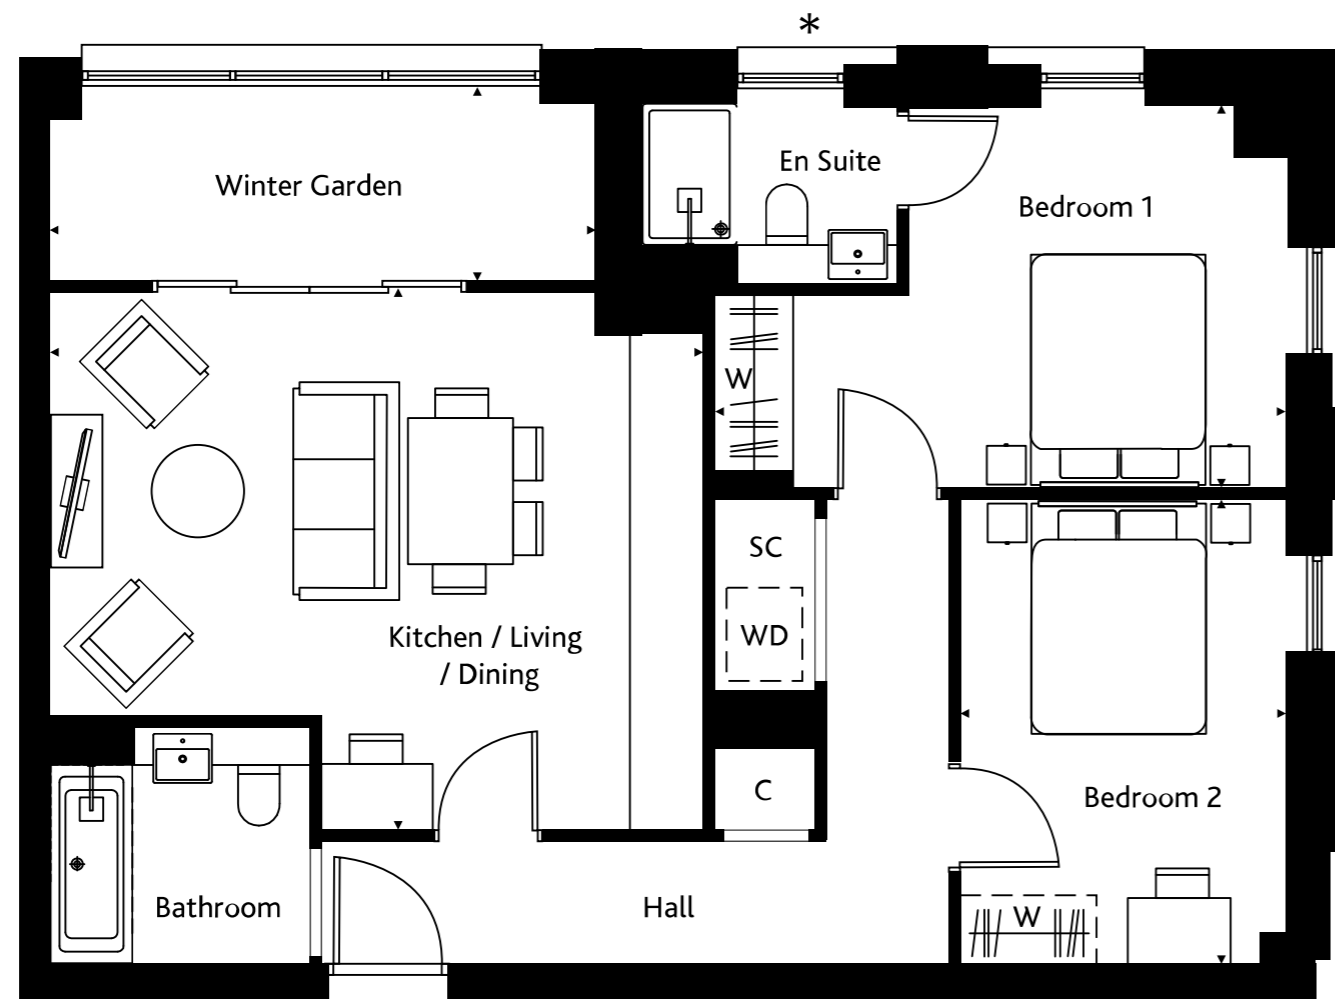 *
Winter Garden
En Suite
Bedroom 1
W
SC
WD
Kitchen / Living
/ Dining
C
Bedroom 2
Bathroom
Hall
W